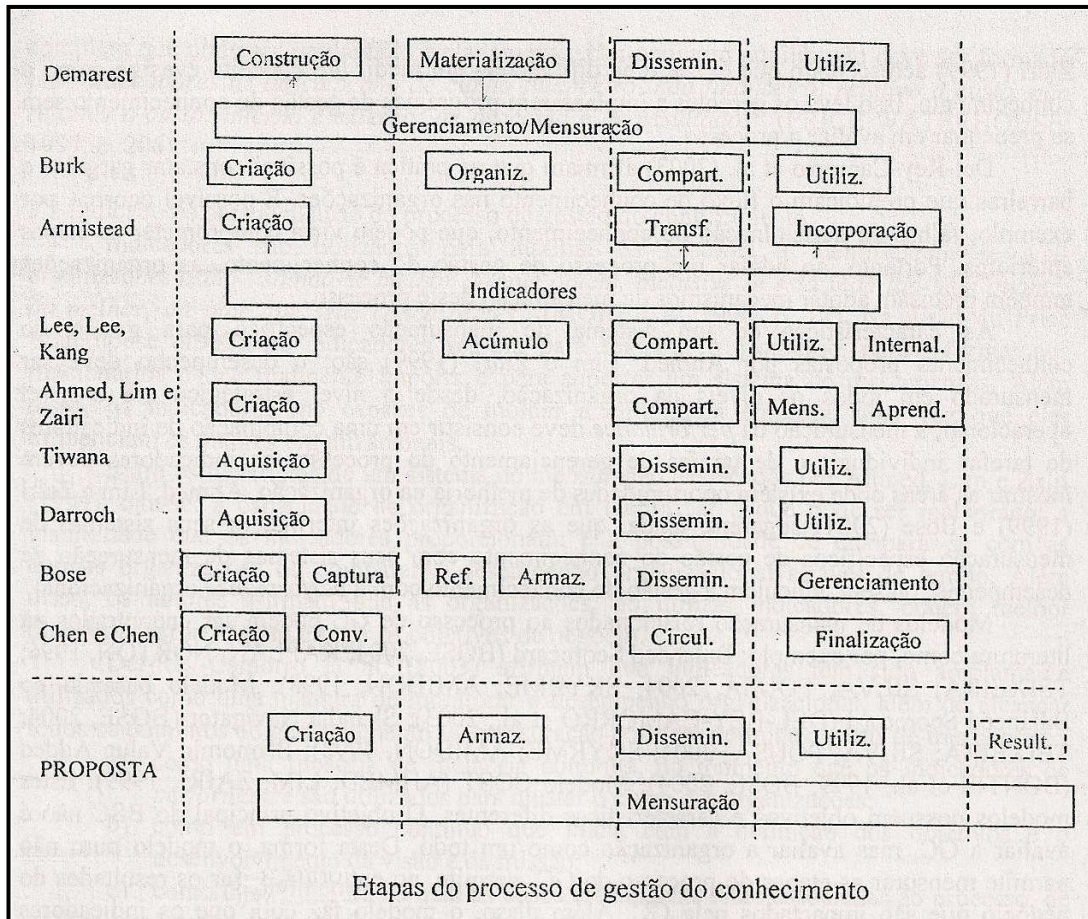 Demarest Construção Materialização Dissemin. Utiliz.
Gerenciamento/Mensuração
Burk Criação Organiz. Compart. Utiliz.
Armistead Criação Transf. Incorporação
Indicadores
Lee, Lee,
Kang Criação Acúmulo Compart. Utiliz. Internal.
Ahmed, Lim e
Zairi Criação Compart. Mens. Aprend.
Tiwana Aquisição Dissemin. Utiliz.
Darroch Aquisição Dissemin. Utiliz.
Bose Criação Captura Ref. Armaz. Dissemin. Gerenciamento
Chen e Chen Criação Conv. Circul. Finalização
Criação Armaz. Dissemin. Utiliz. Result.
PROPOSTA
Mensuração
Etapas do processo de gestão do conhecimento